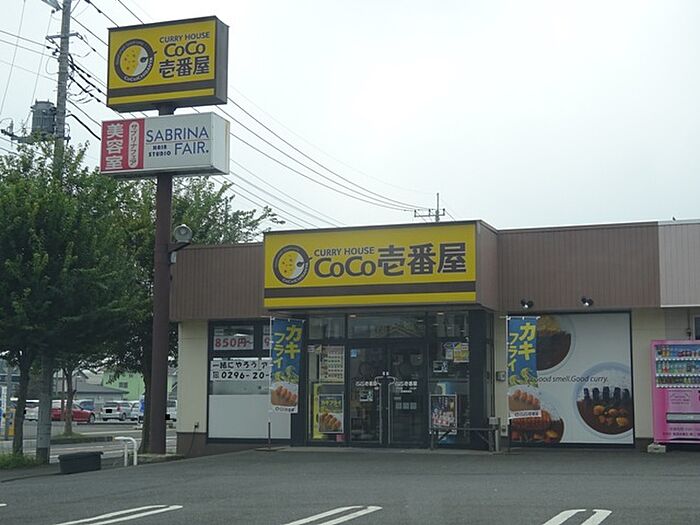 CURRY HOUSE
CoCo
壱番屋
美容室
サブリナフェア
SABRINA
HAIR STUDIO
FAIR.
CURRY HOUSE
CoCo壱番屋
850円~
一緒にやろう
0296-20-
カキフライ
カキフライ
Good smell. Good curry.